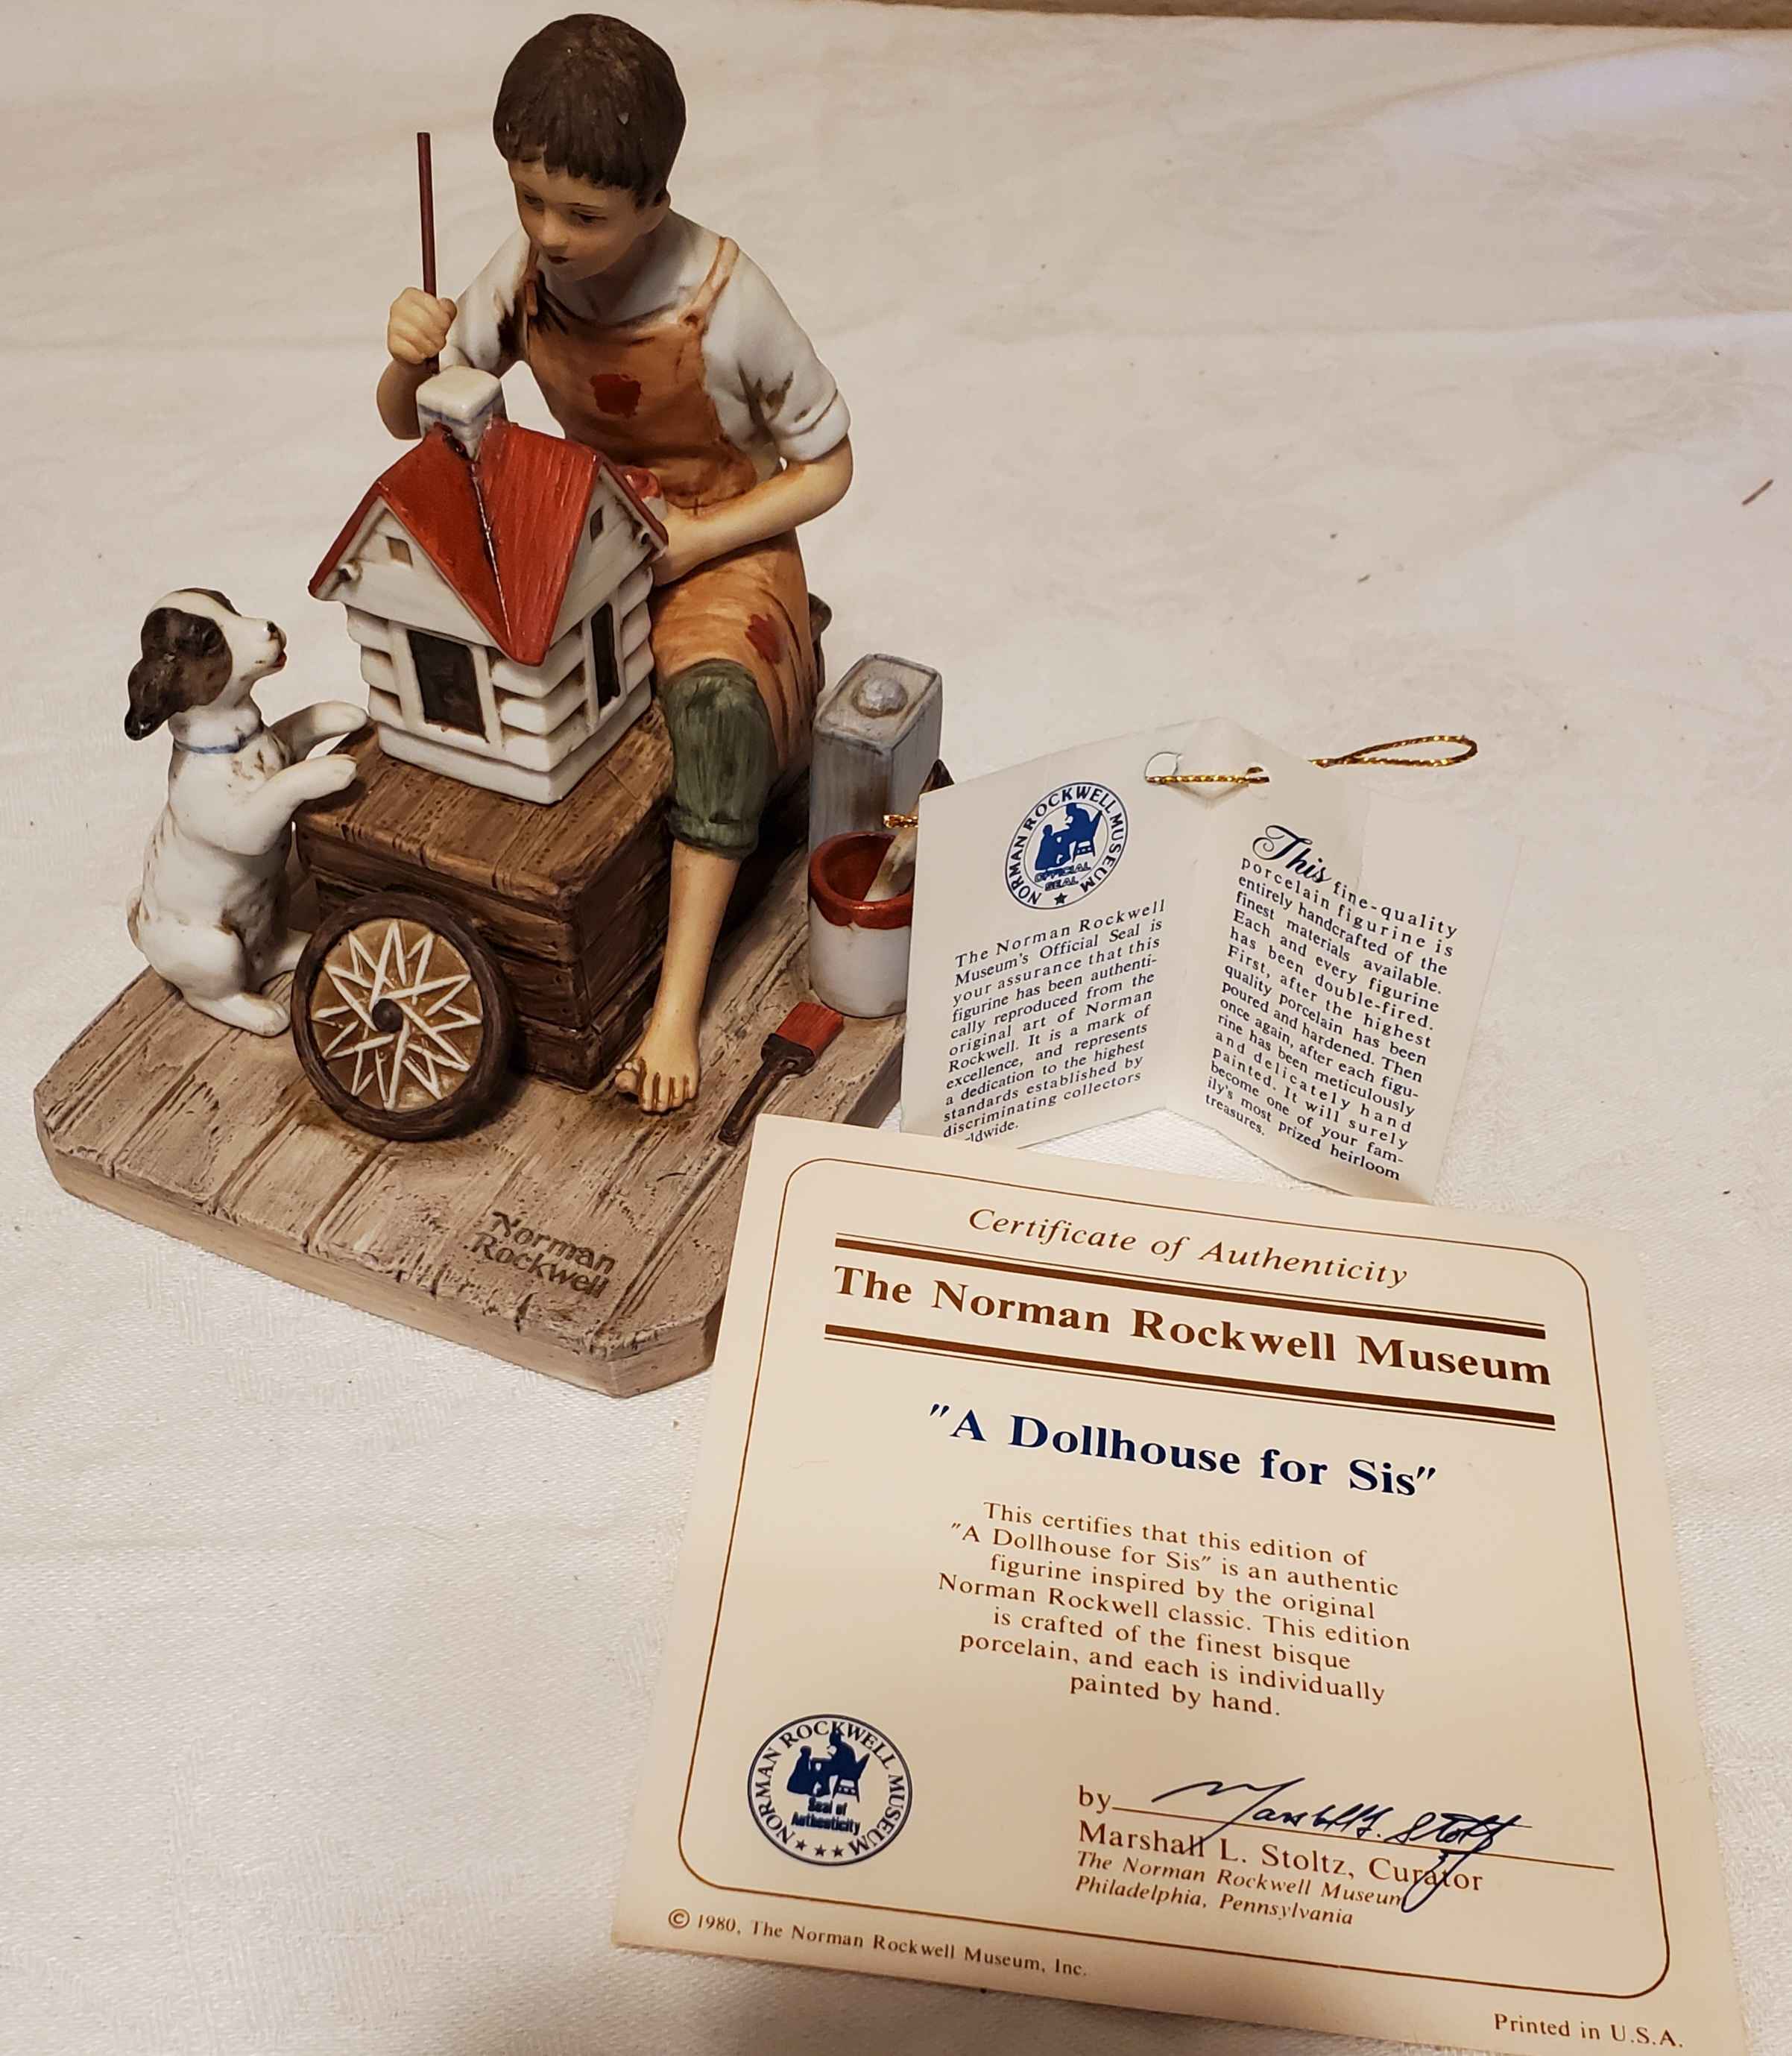 Norman
Rockwell
NORMAN ROCKWELL MUSEUM
OFFICIAL
SEAL
The Norman Rockwell
Museum's Official Seal is
your assurance that this
figurine has been authenti-
cally reproduced from the
original art of Norman
Rockwell. It is a mark of
excellence, and represents
a dedication to the highest
standards established by
discriminating collectors
ldwide.
This fine-quality
porcelain figurine is
entirely handcrafted of the
finest materials available.
Each and every figurine
has been double-fired.
First, after the highest
quality porcelain has been
poured and hardened. Then
once again, after each figu-
rine has been meticulously
and delicately hand
painted. It will surely
become one of your fam-
ily's most prized heirloom
treasures.
Certificate of Authenticity
The Norman Rockwell Museum
"A Dollhouse for Sis"
This certifies that this edition of
"A Dollhouse for Sis" is an authentic
figurine inspired by the original
Norman Rockwell classic. This edition
is crafted of the finest bisque
porcelain, and each is individually
painted by hand.
NORMAN ROCKWELL MUSEUM
Seal of
Authenticity
by Marshall L. Stoltz
Marshall L. Stoltz, Curator
The Norman Rockwell Museum
Philadelphia, Pennsylvania
© 1980, The Norman Rockwell Museum, Inc.
Printed in U.S.A.